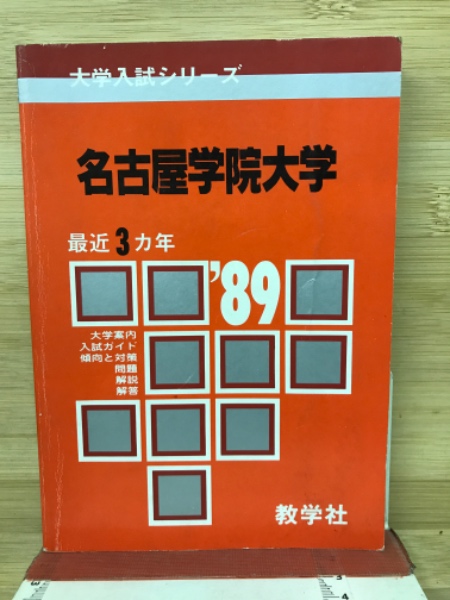 大学入試シリーズ
名古屋学院大学
最近3カ年
'89
大学案内
入試ガイド
傾向と対策
問題
解説
解答
教学社
3
4